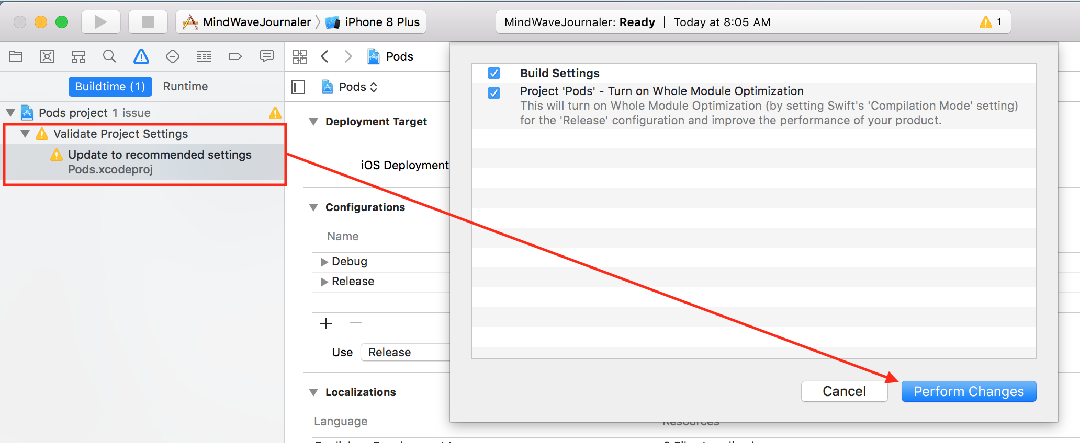 MindWaveJournaler
iPhone 8 Plus
MindWaveJournaler: Ready | Today at 8:05 AM
1
Pods
Buildtime (1)
Runtime
Pods project 1 issue
Validate Project Settings
Update to recommended settings
Pods.xcodeproj
Pods
Deployment Target
iOS Deployment
Configurations
Name
Debug
Release
Use
Release
Localizations
Language
Resources
Build Settings
Project 'Pods' - Turn on Whole Module Optimization
This will turn on Whole Module Optimization (by setting Swift's 'Compilation Mode' setting)
for the 'Release' configuration and improve the performance of your product.
Cancel
Perform Changes